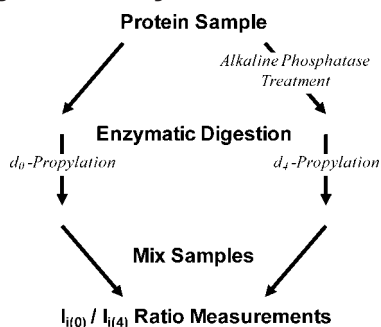 Protein Sample
Alkaline Phosphatase
Treatment
Enzymatic Digestion
d0-Propylation
d4-Propylation
Mix Samples
Ii(0) / Ii(4) Ratio Measurements